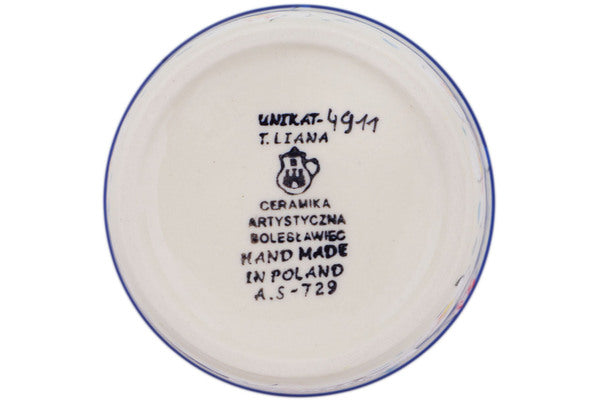 UNIKAT-4911
T.LIANA
CERAMIKA
ARTYSTYCZNA
BOLESŁAWIEC
HAND MADE
IN POLAND
A.S-729